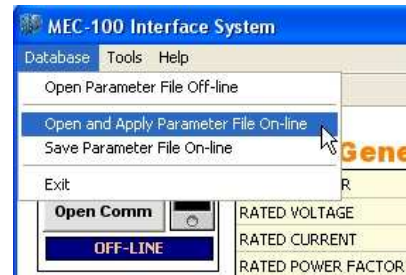 MEC-100 Interface System
Database Tools Help
Open Parameter File Off-line
Open and Apply Parameter File On-line
Save Parameter File On-line
Exit
Open Comm
OFF-LINE
RATED VOLTAGE
RATED CURRENT
RATED POWER FACTOR